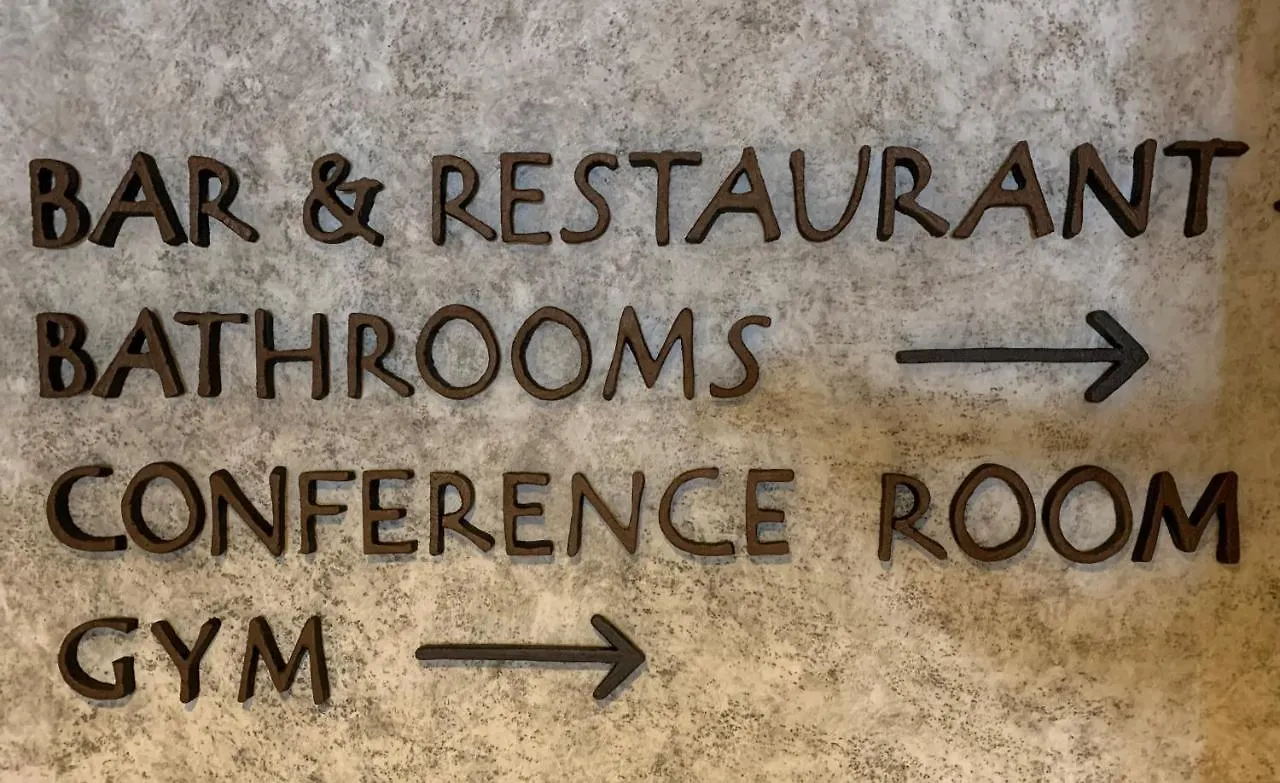 BAR & RESTAURANT
BATHROOMS →
CONFERENCE ROOM
GYM →